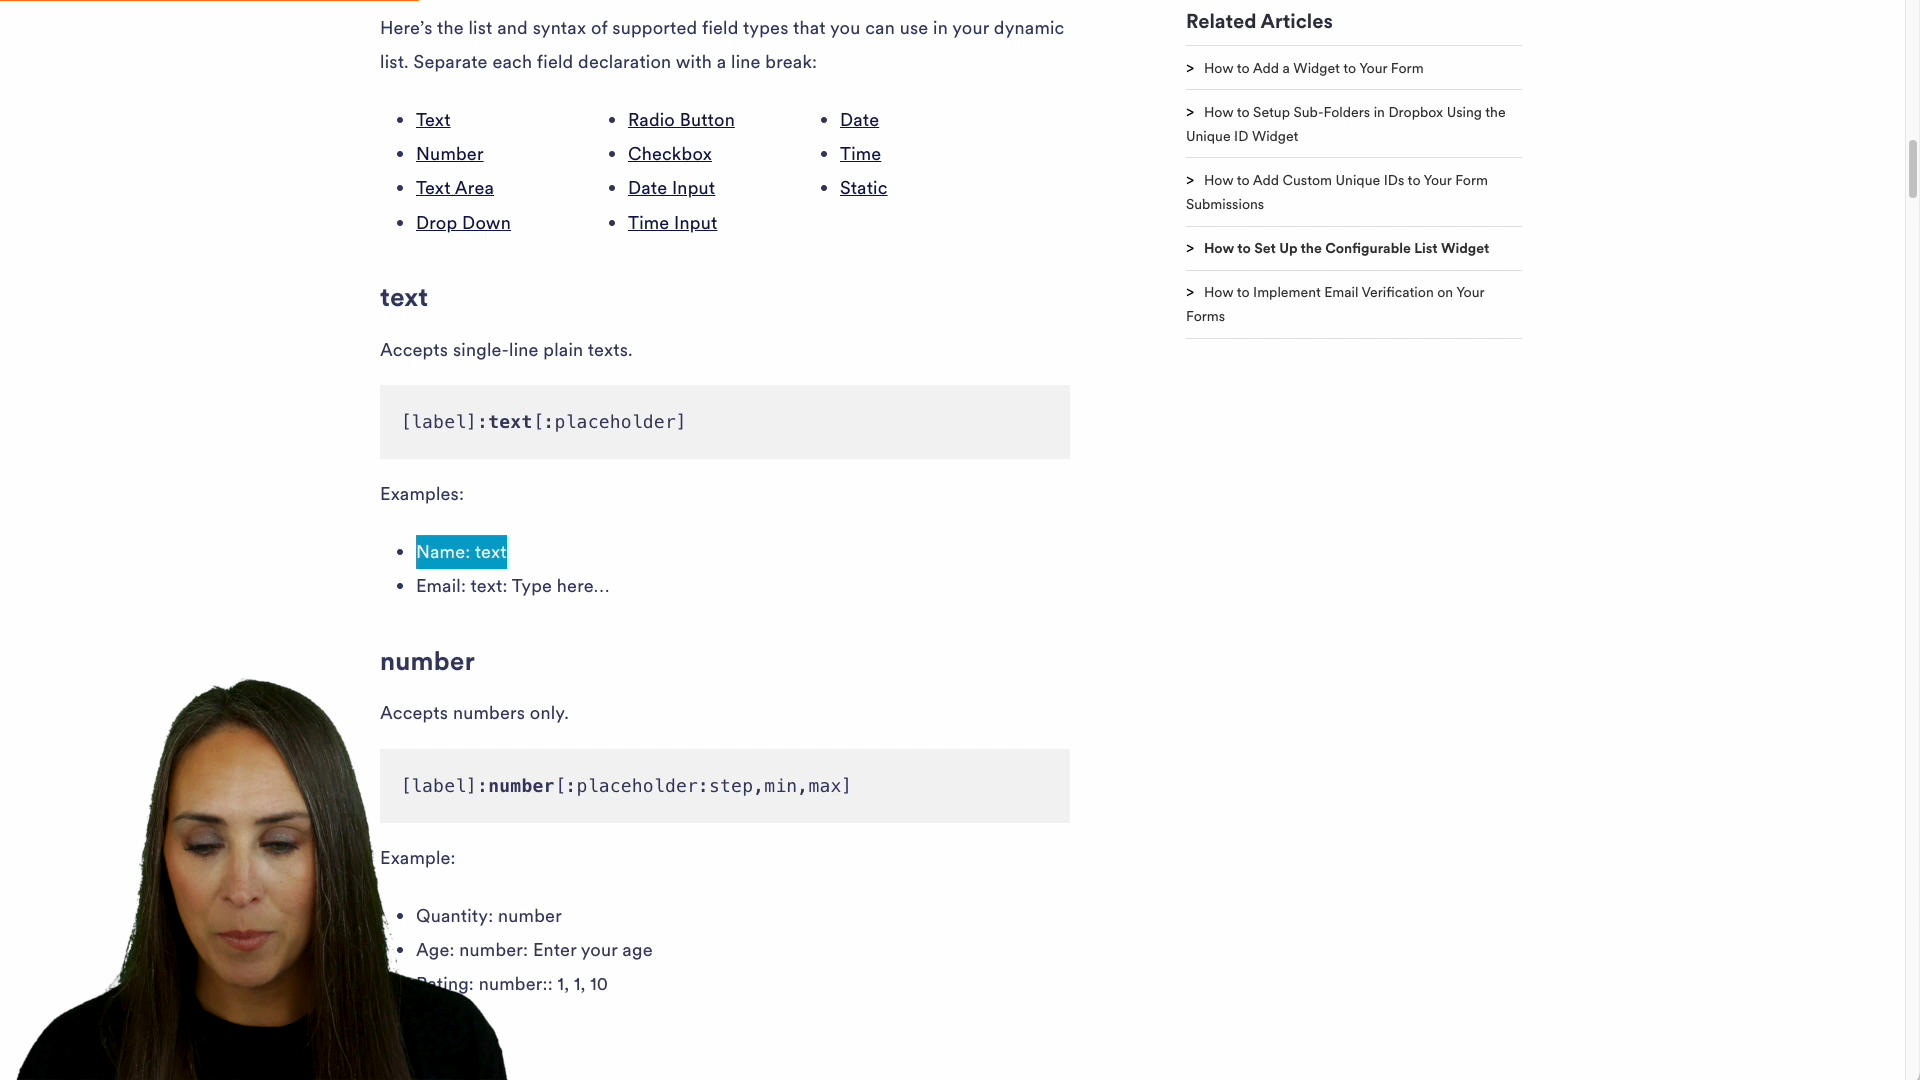 Here’s the list and syntax of supported field types that you can use in your dynamic
list. Separate each field declaration with a line break:
Text
Number
Text Area
Drop Down
Radio Button
Checkbox
Date Input
Time Input
Date
Time
Static
text
Accepts single-line plain texts.
[label]:text[:placeholder]
Examples:
Name: text
Email: text: Type here…
number
Accepts numbers only.
[label]:number[:placeholder:step,min,max]
Example:
Quantity: number
Age: number: Enter your age
Rating: number:: 1, 1, 10
Related Articles
> How to Add a Widget to Your Form
> How to Setup Sub-Folders in Dropbox Using the
Unique ID Widget
> How to Add Custom Unique IDs to Your Form
Submissions
> How to Set Up the Configurable List Widget
> How to Implement Email Verification on Your
Forms